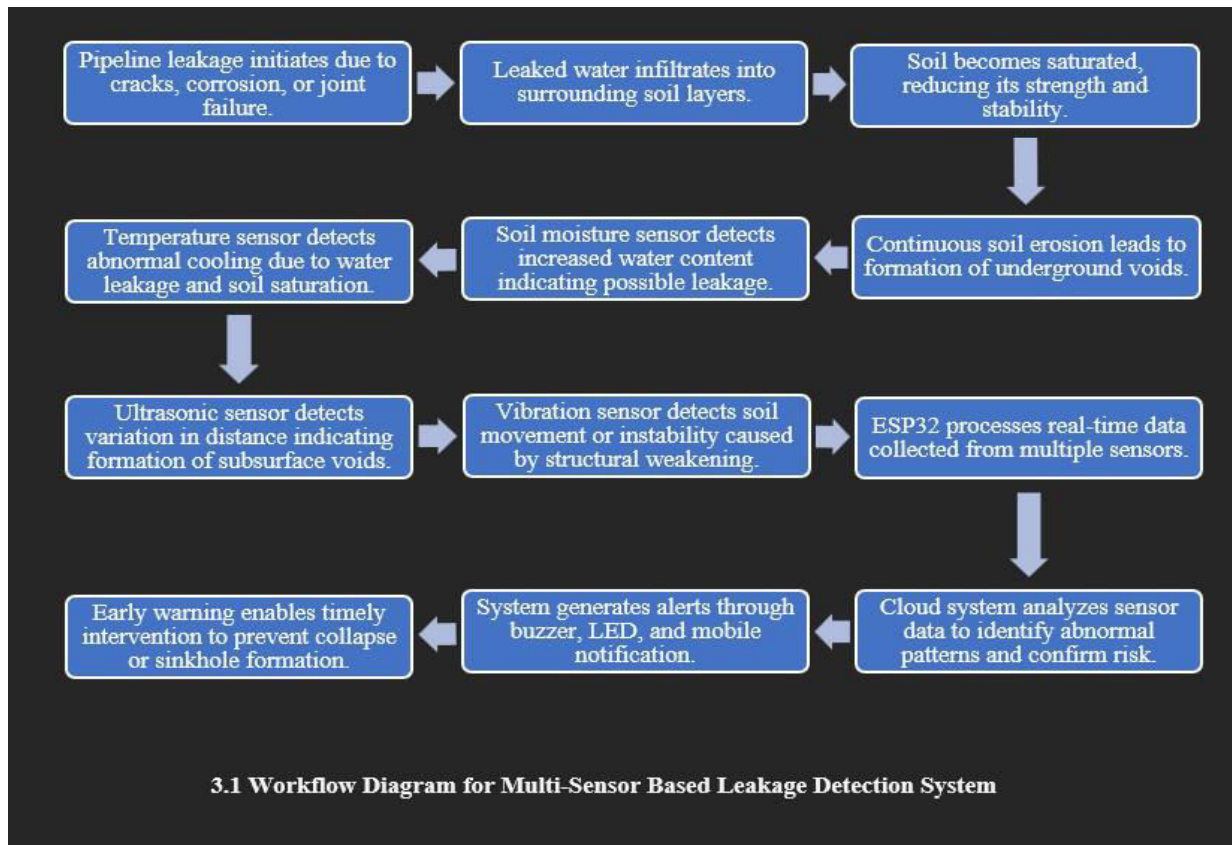 Pipeline leakage initiates due to
cracks, corrosion, or joint
failure.
Leaked water infiltrates into
surrounding soil layers.
Soil becomes saturated,
reducing its strength and
stability.
Continuous soil erosion leads to
formation of underground voids.
Soil moisture sensor detects
increased water content
indicating possible leakage.
Temperature sensor detects
abnormal cooling due to water
leakage and soil saturation.
Ultrasonic sensor detects
variation in distance indicating
formation of subsurface voids.
Vibration sensor detects soil
movement or instability caused
by structural weakening.
ESP32 processes real-time data
collected from multiple sensors.
Cloud system analyzes sensor
data to identify abnormal
patterns and confirm risk.
System generates alerts through
buzzer, LED, and mobile
notification.
Early warning enables timely
intervention to prevent collapse
or sinkhole formation.
3.1 Workflow Diagram for Multi-Sensor Based Leakage Detection System